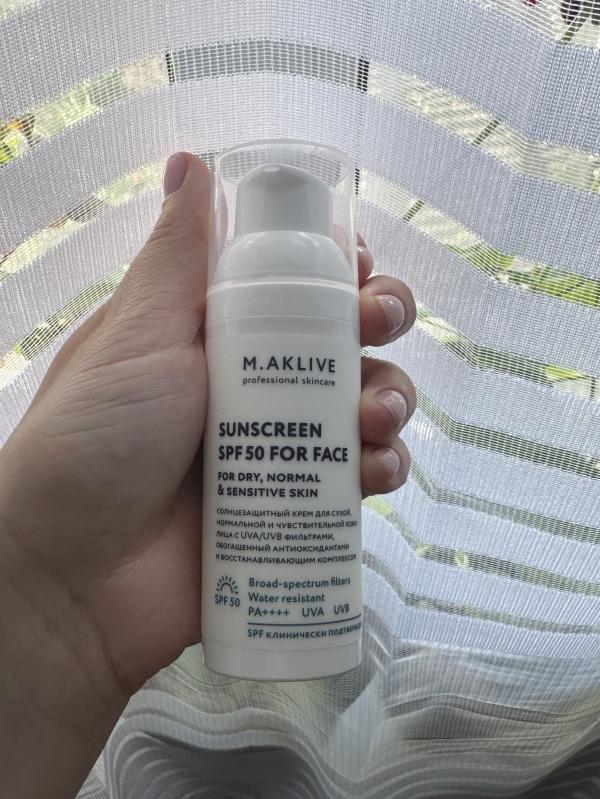 M.AKLIVE
professional skincare
SUNSCREEN
SPF 50 FOR FACE
FOR DRY, NORMAL
& SENSITIVE SKIN
СОЛНЦЕЗАЩИТНЫЙ КРЕМ ДЛЯ СУХОЙ,
НОРМАЛЬНОЙ И ЧУВСТВИТЕЛЬНОЙ КОЖИ
ЛИЦА С UVA/UVB ФИЛЬТРАМИ,
ОБОГАЩЕННЫЙ АНТИОКСИДАНТАМИ
И ВОССТАНАВЛИВАЮЩИМ КОМПЛЕКСОМ
SPF 50
Broad-spectrum filters
Water resistant
PA++++ UVA UVB
SPF КЛИНИЧЕСКИ